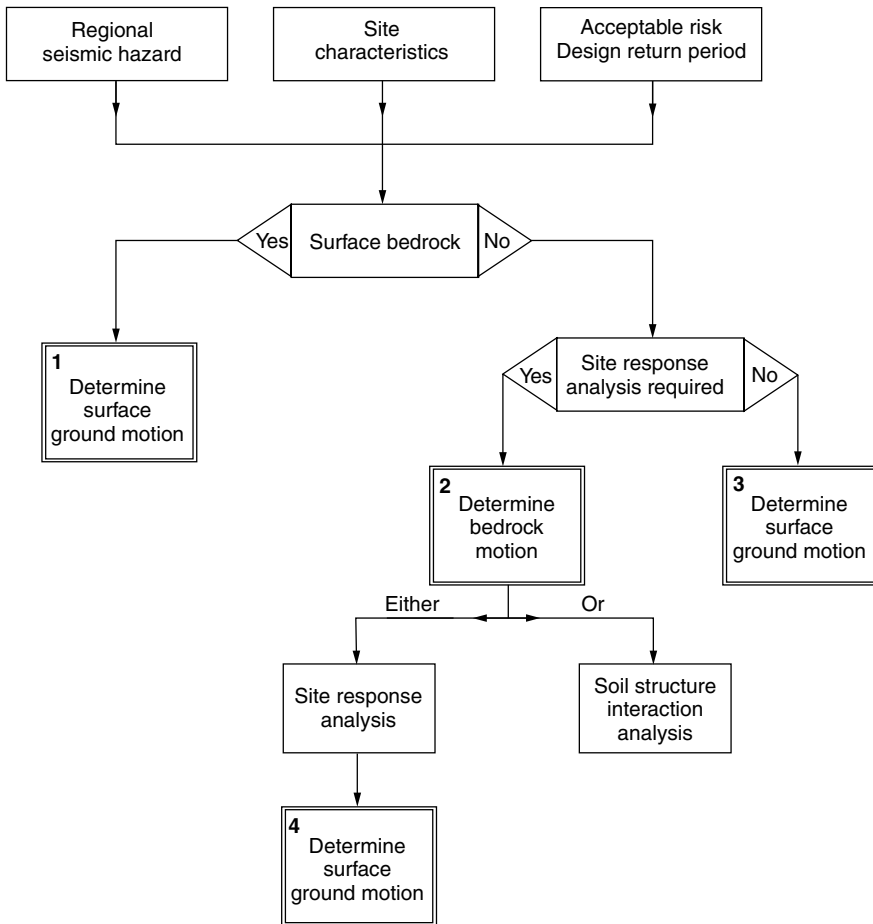 Regional
seismic hazard
Site
characteristics
Acceptable risk
Design return period
Yes
Surface bedrock
No
1
Determine
surface
ground motion
Yes
Site response
analysis required
No
2
Determine
bedrock
motion
3
Determine
surface
ground motion
Either
Or
Site response
analysis
Soil structure
interaction
analysis
4
Determine
surface
ground motion